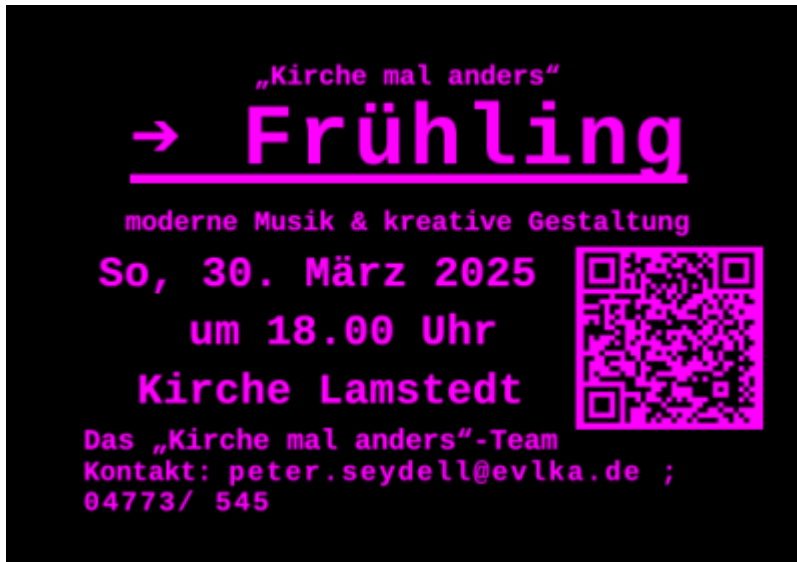 „Kirche mal anders“
➔ Frühling
moderne Musik & kreative Gestaltung
So, 30. März 2025
um 18.00 Uhr
Kirche Lamstedt
Das „Kirche mal anders“-Team
Kontakt: peter.seydell@evlka.de ;
04773/ 545